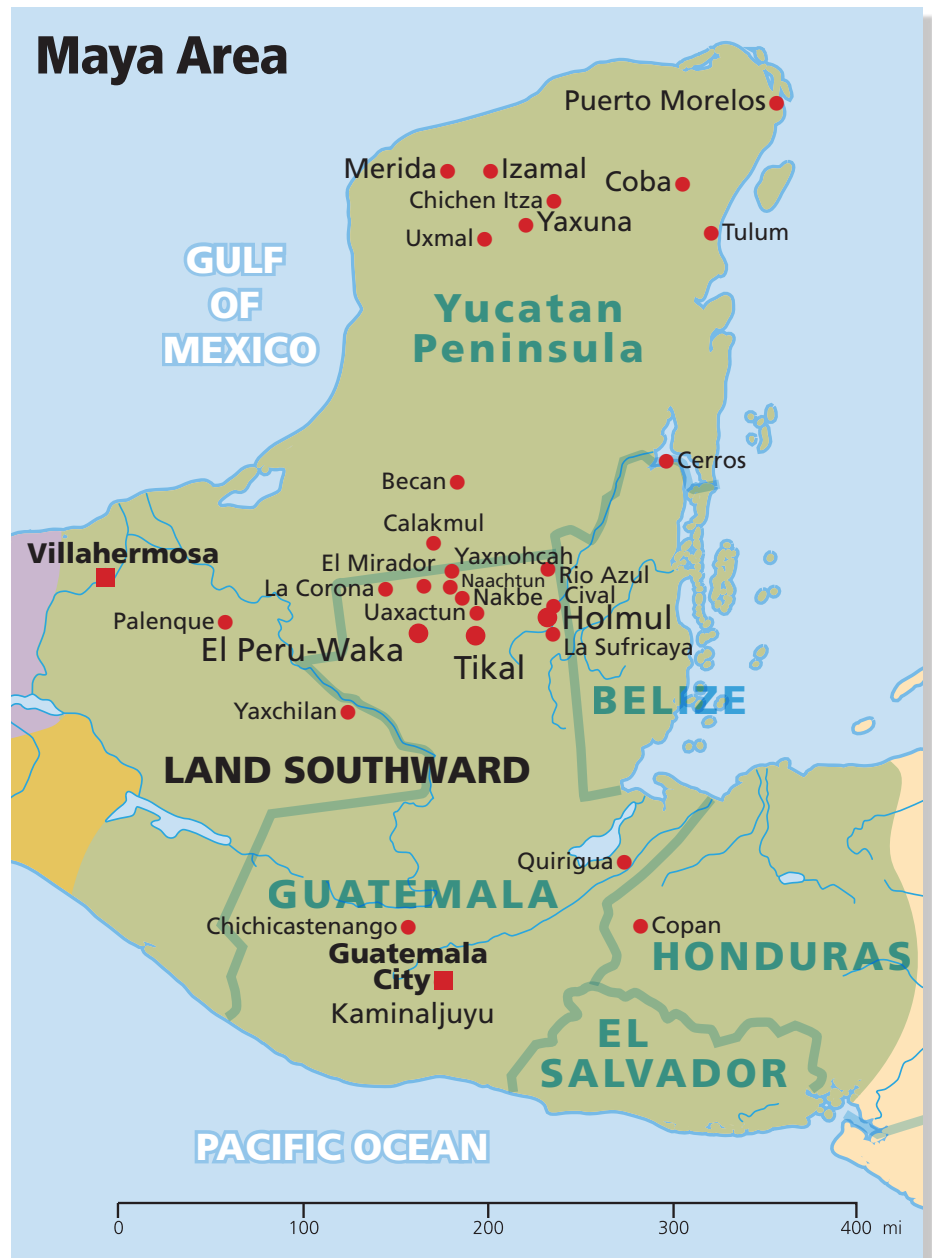 Maya Area
Puerto Morelos
Merida
Izamal
Coba
Chichen Itza
Yaxuna
Uxmal
Tulum
GULF
OF
MEXICO
Yucatan
Peninsula
Cerros
Becan
Calakmul
Villahermosa
El Mirador
Yaxnohcah
La Corona
Naachtun
Rio Azul
Nakbe
Cival
Uaxactun
Holmul
Palenque
El Peru-Waka
Tikal
La Sufricaya
BELIZE
Yaxchilan
LAND SOUTHWARD
Quirigua
GUATEMALA
Chichicastenango
Copan
Guatemala
City
HONDURAS
Kaminaljuyu
EL
SALVADOR
PACIFIC OCEAN
0 100 200 300 400 mi